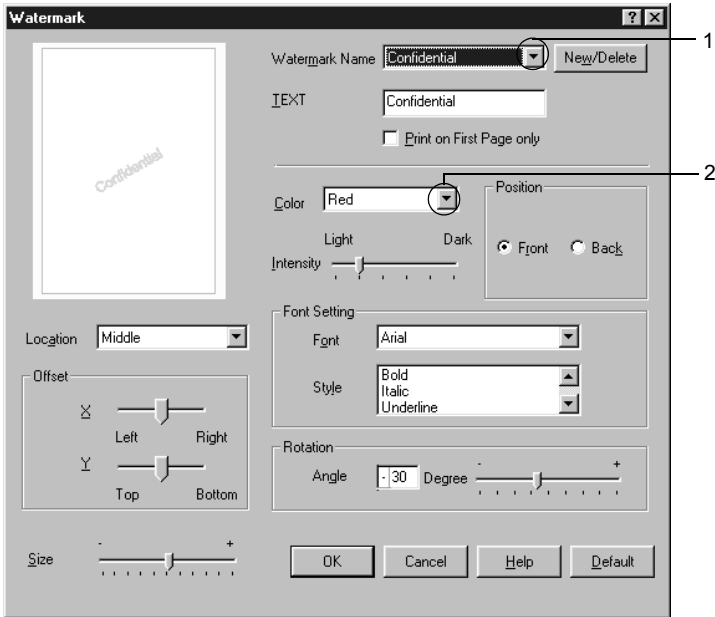 Watermark
1
Watermark Name Confidential New/Delete
TEXT Confidential
Print on First Page only
Confidential
2
Color Red
Position
Light Dark
Front Back
Intensity
Font Setting
Location Middle
Font Arial
Offset
Style Bold
Italic
Underline
X
Left Right
Rotation
- +
Y
Angle - 30 Degree
Top Bottom
- +
Size
OK Cancel Help Default